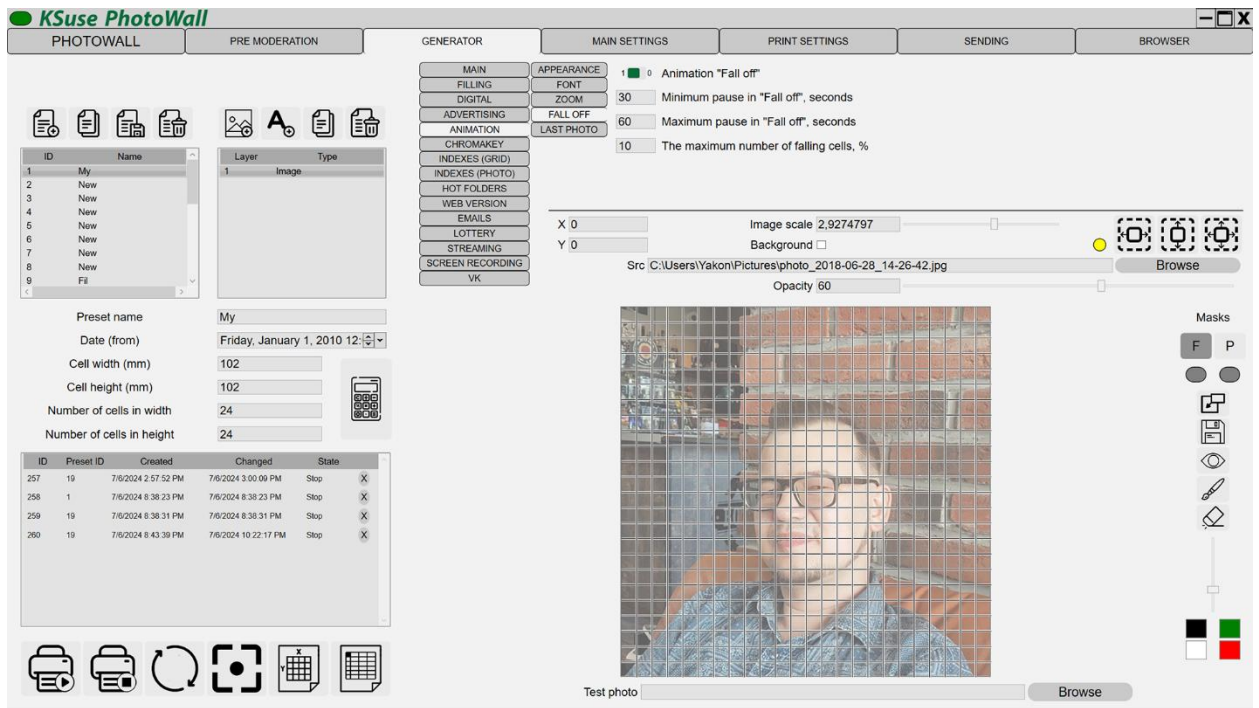 KSuse PhotoWall
PHOTOWALL PRE MODERATION GENERATOR MAIN SETTINGS PRINT SETTINGS SENDING BROWSER
MAIN
FILLING
DIGITAL
ADVERTISING
ANIMATION
CHROMAKEY
INDEXES (GRID)
INDEXES (PHOTO)
HOT FOLDERS
WEB VERSION
EMAILS
LOTTERY
STREAMING
SCREEN RECORDING
VK
APPEARANCE
FONT
ZOOM
FALL OFF
LAST PHOTO
1 0 Animation "Fall off"
30 Minimum pause in "Fall off", seconds
60 Maximum pause in "Fall off", seconds
10 The maximum number of falling cells, %
ID Name
1 My
2 New
3 New
4 New
5 New
6 New
7 New
8 New
9 Fil
Layer Type
1 Image
X 0 Image scale 2,9274797
Y 0 Background
Src C:\Users\Yakon\Pictures\photo_2018-06-28_14-26-42.jpg Browse
Opacity 60
Preset name My
Date (from) Friday, January 1, 2010 12:
Cell width (mm) 102
Cell height (mm) 102
Number of cells in width 24
Number of cells in height 24
ID Preset ID Created Changed State
257 19 7/6/2024 2:57:52 PM 7/6/2024 3:00:09 PM Stop X
258 1 7/6/2024 8:38:23 PM 7/6/2024 8:38:23 PM Stop X
259 19 7/6/2024 8:38:31 PM 7/6/2024 8:38:31 PM Stop X
260 19 7/6/2024 8:43:39 PM 7/6/2024 10:22:17 PM Stop X
Masks
F P
X
Y
Test photo Browse